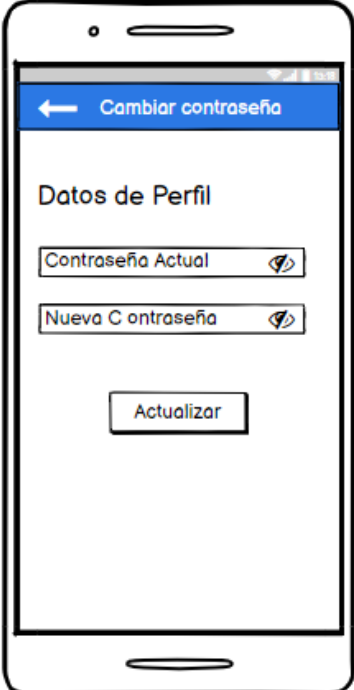 Cambiar contraseña
Datos de Perfil
Contraseña Actual
Nueva C ontraseña
Actualizar